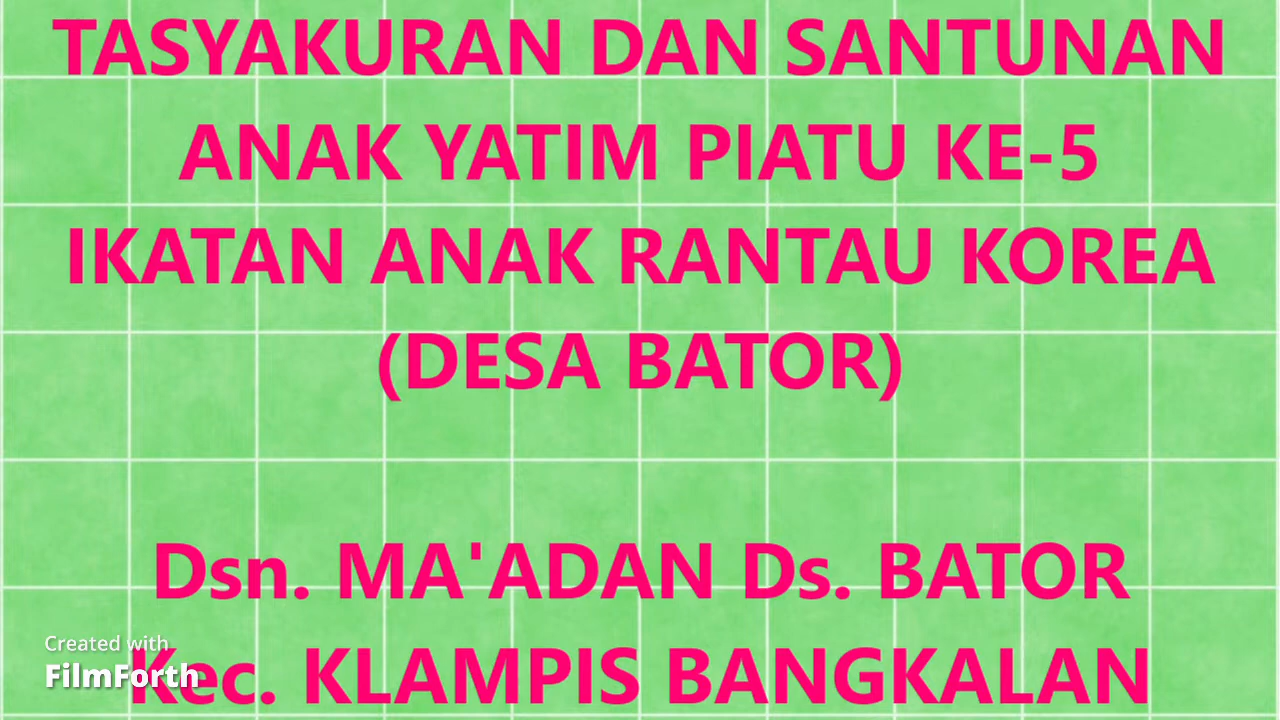 TASYAKURAN DAN SANTUNAN
ANAK YATIM PIATU KE-5
IKATAN ANAK RANTAU KOREA
(DESA BATOR)
Dsn. MA'ADAN Ds. BATOR
Kec. KLAMPIS BANGKALAN
Created with
FilmForth